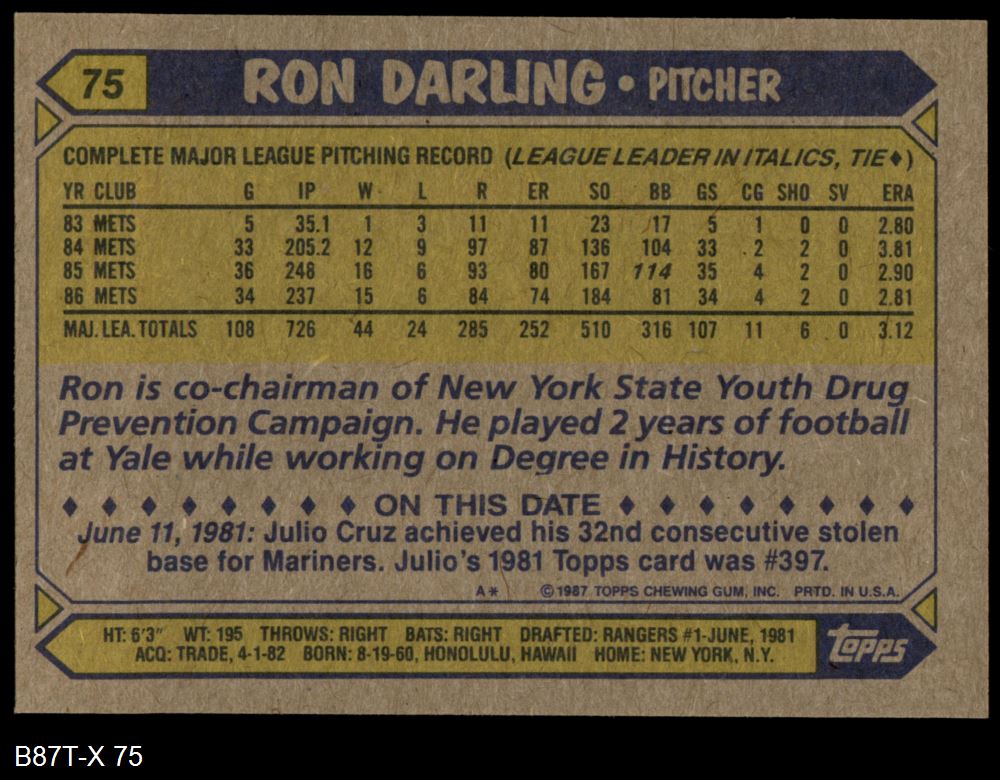 75 RON DARLING • PITCHER
COMPLETE MAJOR LEAGUE PITCHING RECORD (LEAGUE LEADER IN ITALICS, TIE♦)
YR CLUB G IP W L R ER SO BB GS CG SHO SV ERA
83 METS 5 35.1 1 3 11 11 23 17 5 1 0 0 2.80
84 METS 33 205.2 12 9 97 87 136 104 33 2 2 0 3.81
85 METS 36 248 16 6 93 80 167 114 35 4 2 0 2.90
86 METS 34 237 15 6 84 74 184 81 34 4 2 0 2.81
MAJ. LEA. TOTALS 108 726 44 24 285 252 510 316 107 11 6 0 3.12
Ron is co-chairman of New York State Youth Drug
Prevention Campaign. He played 2 years of football
at Yale while working on Degree in History.
♦ ♦ ♦ ♦ ♦ ♦ ♦ ♦ ON THIS DATE ♦ ♦ ♦ ♦ ♦ ♦ ♦ ♦
June 11, 1981: Julio Cruz achieved his 32nd consecutive stolen
base for Mariners. Julio's 1981 Topps card was #397.
A* © 1987 TOPPS CHEWING GUM, INC. PRTD. IN U.S.A.
HT: 6'3" WT: 195 THROWS: RIGHT BATS: RIGHT DRAFTED: RANGERS #1-JUNE, 1981
ACQ: TRADE, 4-1-82 BORN: 8-19-60, HONOLULU, HAWAII HOME: NEW YORK, N.Y.
topps
B87T-X 75